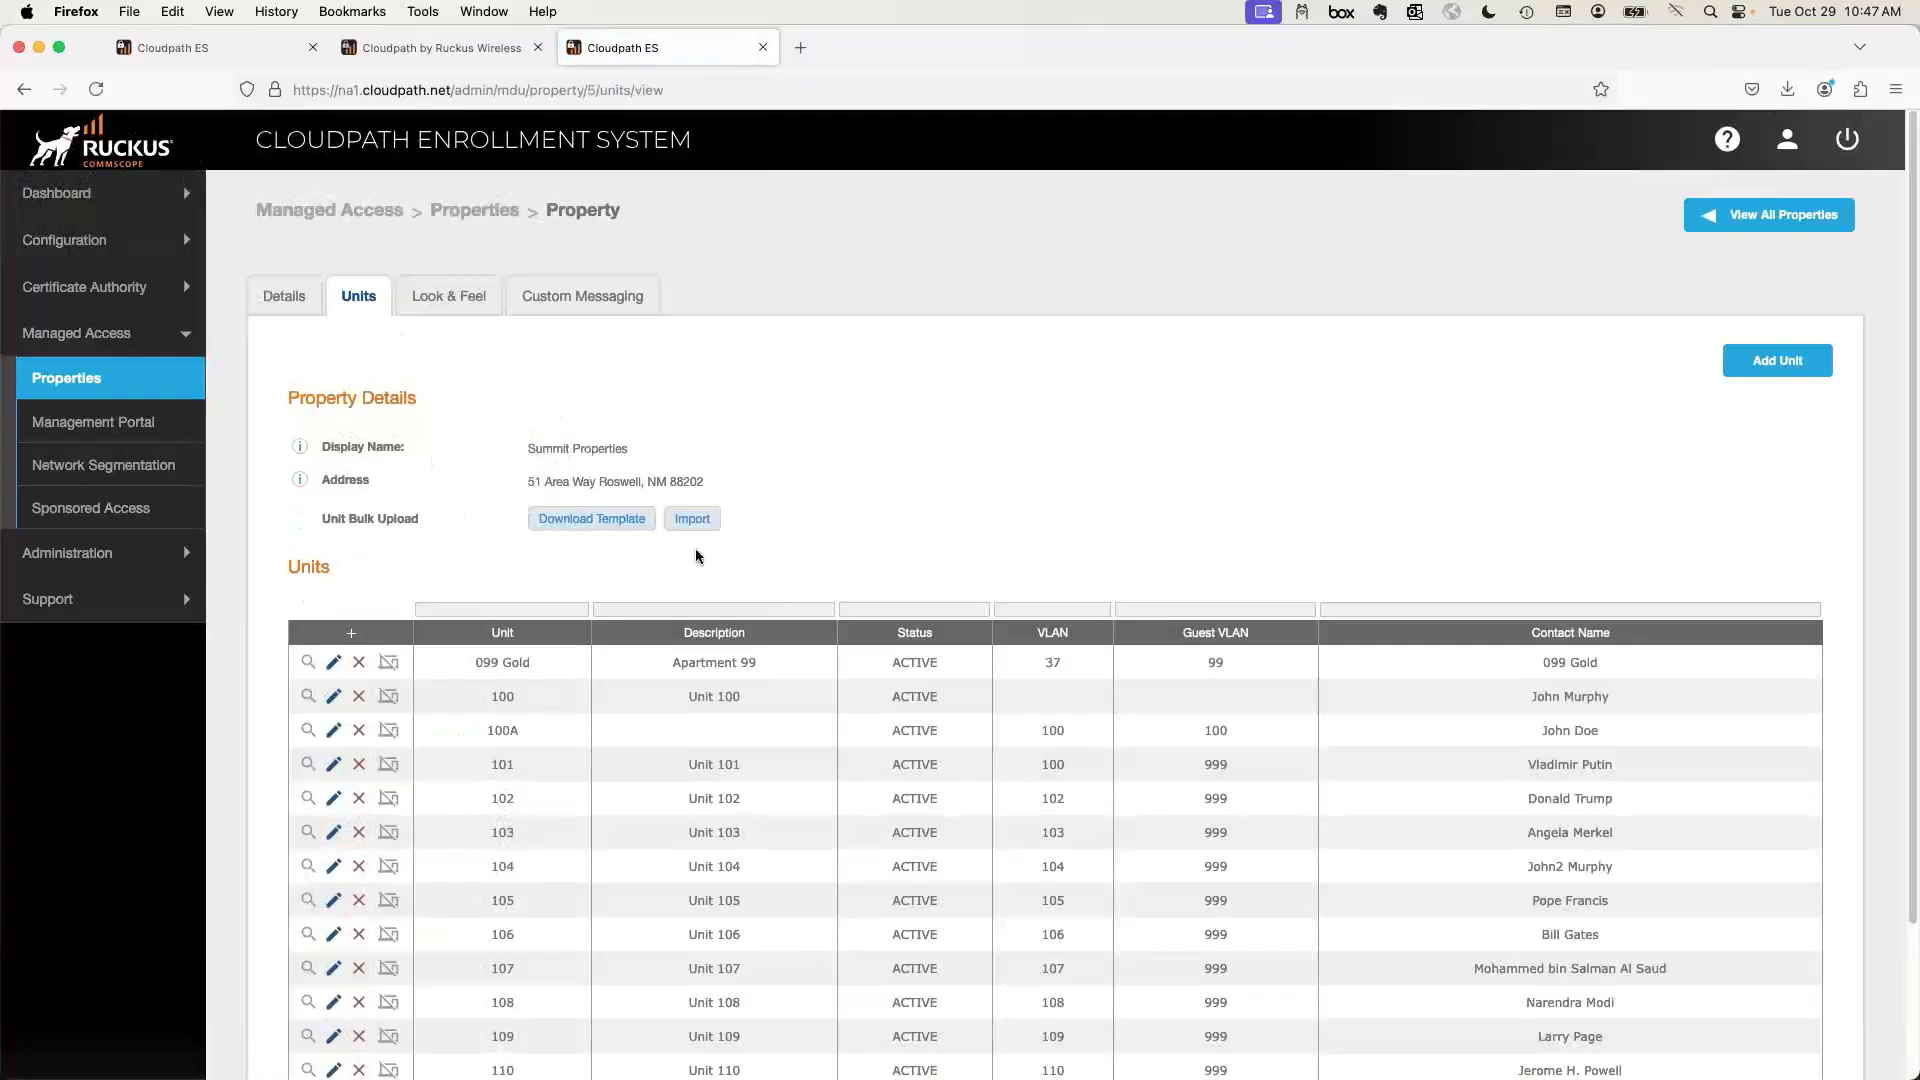 Firefox File Edit View History Bookmarks Tools Window Help box Tue Oct 29 10:47 AM
Cloudpath ES Cloudpath by Ruckus Wireless Cloudpath ES
https://na1.cloudpath.net/admin/mdu/property/5/units/view
RUCKUS
COMMSCOPE
CLOUDPATH ENROLLMENT SYSTEM
Dashboard
Configuration
Certificate Authority
Managed Access
Properties
Management Portal
Network Segmentation
Sponsored Access
Administration
Support
Managed Access > Properties > Property
View All Properties
Details Units Look & Feel Custom Messaging
Add Unit
Property Details
Display Name: Summit Properties
Address 51 Area Way Roswell, NM 88202
Unit Bulk Upload Download Template Import
Units
+ Unit Description Status VLAN Guest VLAN Contact Name
099 Gold Apartment 99 ACTIVE 37 99 099 Gold
100 Unit 100 ACTIVE John Murphy
100A ACTIVE 100 100 John Doe
101 Unit 101 ACTIVE 100 999 Vladimir Putin
102 Unit 102 ACTIVE 102 999 Donald Trump
103 Unit 103 ACTIVE 103 999 Angela Merkel
104 Unit 104 ACTIVE 104 999 John2 Murphy
105 Unit 105 ACTIVE 105 999 Pope Francis
106 Unit 106 ACTIVE 106 999 Bill Gates
107 Unit 107 ACTIVE 107 999 Mohammed bin Salman Al Saud
108 Unit 108 ACTIVE 108 999 Narendra Modi
109 Unit 109 ACTIVE 109 999 Larry Page
110 Unit 110 ACTIVE 110 999 Jerome H. Powell